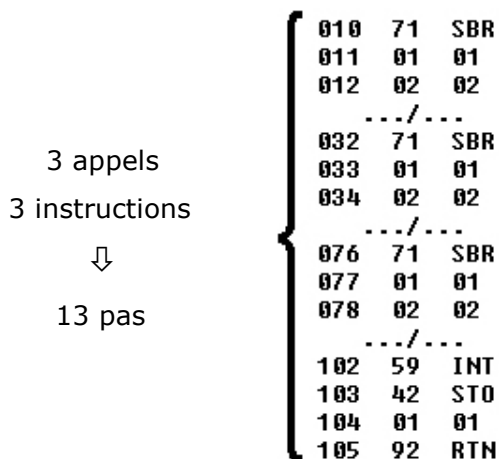 3 appels
3 instructions
⇩
13 pas
010 71 SBR
011 01 01
012 02 02
.../...
032 71 SBR
033 01 01
034 02 02
.../...
076 71 SBR
077 01 01
078 02 02
.../...
102 59 INT
103 42 STO
104 01 01
105 92 RTN